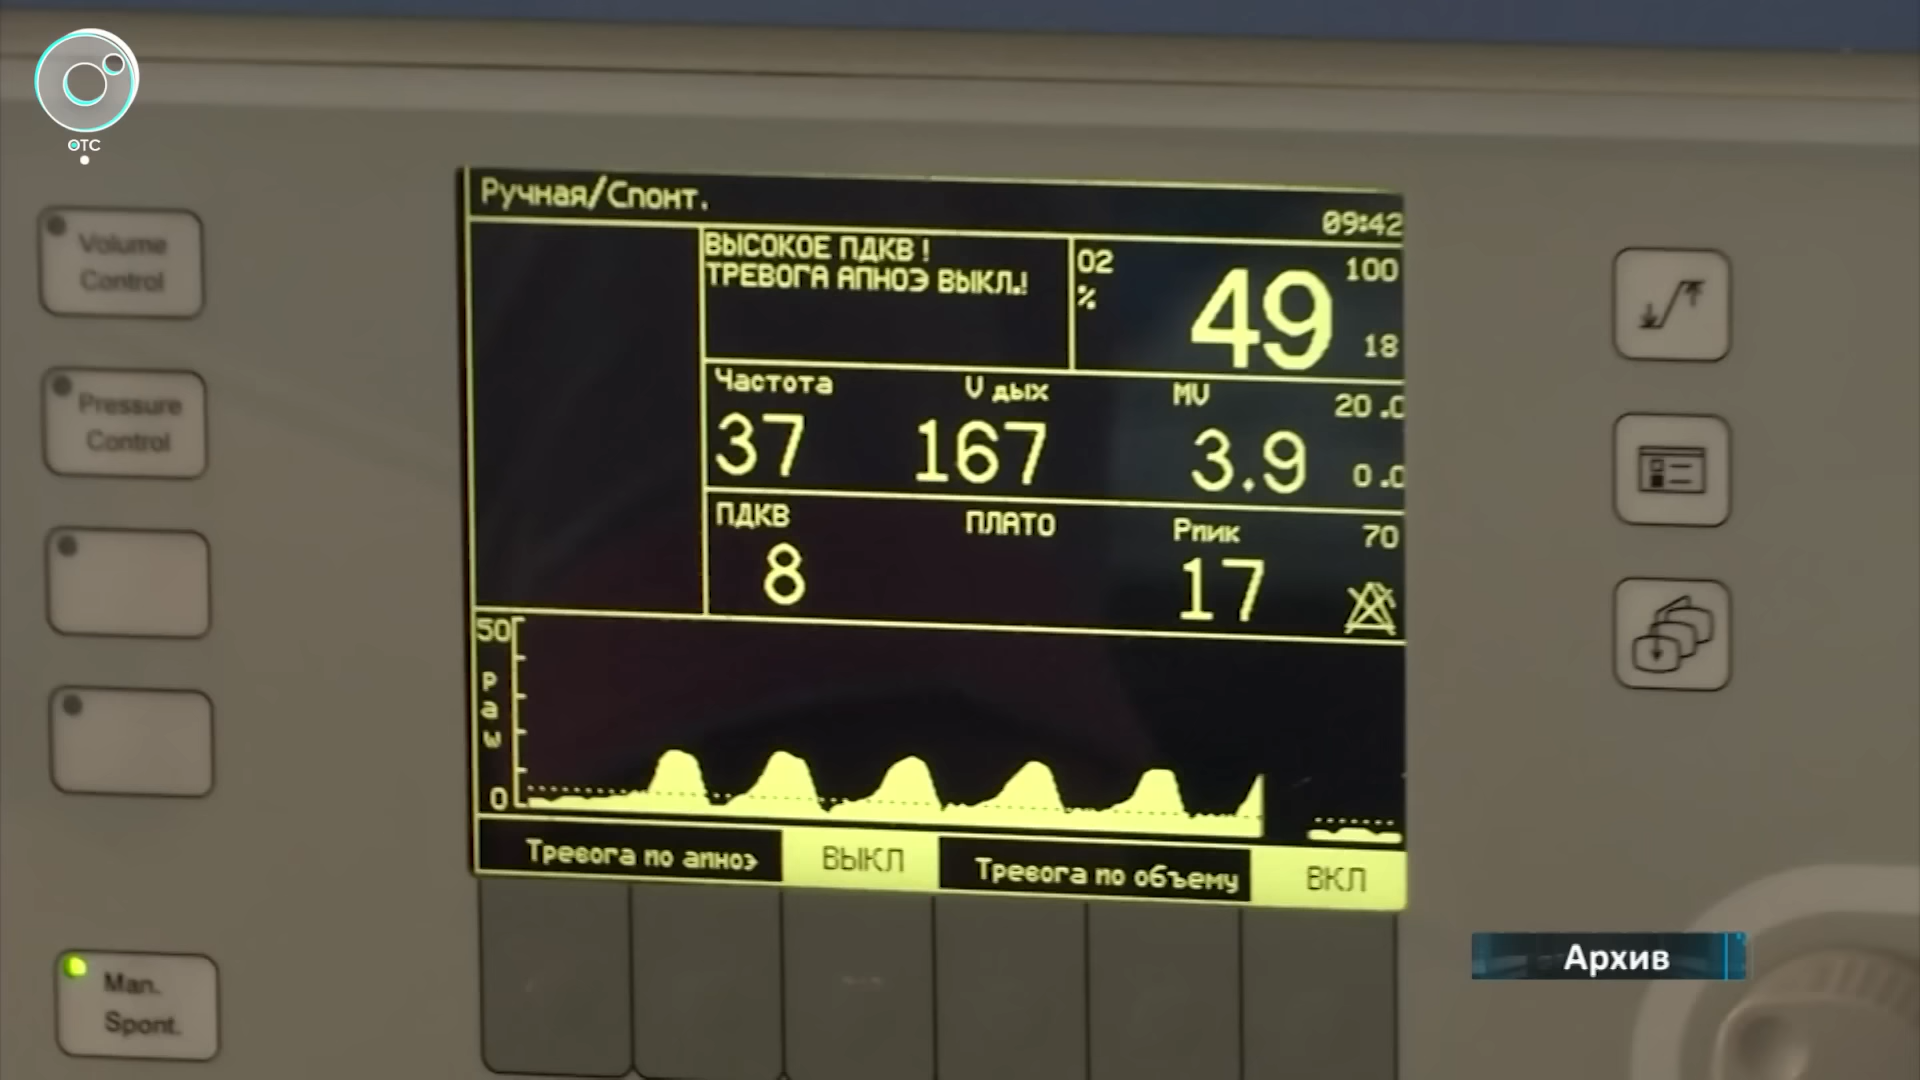 ОТС
Volume
Control
Pressure
Control
Man.
Spont.
Ручная/Спонт.
09:42
ВЫСОКОЕ ПДКВ !
ТРЕВОГА АПНОЭ ВЫКЛ.!
O2
%
49
100
18
Частота
V дых
MV
20.0
37
167
3.9
0.0
ПДКВ
ПЛАТО
Pпик
70
8
17
50
Paw
0
Тревога по апноэ
ВЫКЛ
Тревога по объему
ВКЛ
Архив